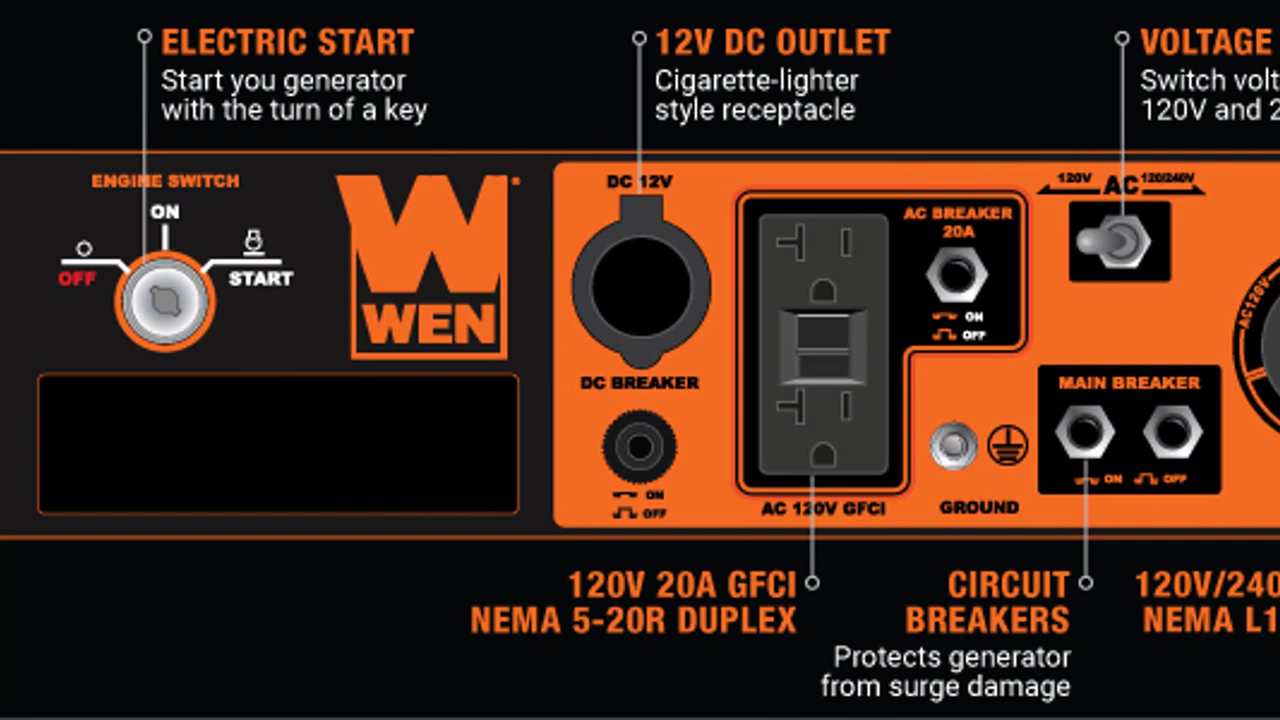 ELECTRIC START
Start you generator
with the turn of a key
12V DC OUTLET
Cigarette-lighter
style receptacle
VOLTAGE
Switch volt
120V and 2
ENGINE SWITCH
ON
OFF
START
WEN
DC 12V
DC BREAKER
ON
OFF
AC BREAKER
20A
ON
OFF
AC 120V GFCI
GROUND
120V AC 120/240V
MAIN BREAKER
ON OFF
AC120V
120V 20A GFCI
NEMA 5-20R DUPLEX
CIRCUIT
BREAKERS
Protects generator
from surge damage
120V/240
NEMA L1